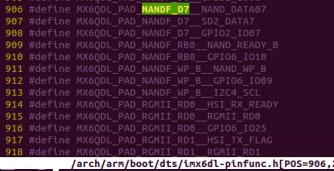 906 #define MX6QDL_PAD_NANDF_D7__NAND_DATA07
907 #define MX6QDL_PAD_NANDF_D7__SD2_DATA7
908 #define MX6QDL_PAD_NANDF_D7__GPIO2_IO07
909 #define MX6QDL_PAD_NANDF_RB0__NAND_READY_B
910 #define MX6QDL_PAD_NANDF_RB0__GPIO6_IO10
911 #define MX6QDL_PAD_NANDF_WP_B__NAND_WP_B
912 #define MX6QDL_PAD_NANDF_WP_B__GPIO6_IO09
913 #define MX6QDL_PAD_NANDF_WP_B__I2C4_SCL
914 #define MX6QDL_PAD_RGMII_RD0__HSI_RX_READY
915 #define MX6QDL_PAD_RGMII_RD0__RGMII_RD0
916 #define MX6QDL_PAD_RGMII_RD0__GPIO6_IO25
917 #define MX6QDL_PAD_RGMII_RD1__HSI_TX_FLAG
918 #define MX6QDL_PAD_RGMII_RD1__RGMII_RD1
/arch/arm/boot/dts/imx6dl-pinfunc.h[POS=906,2